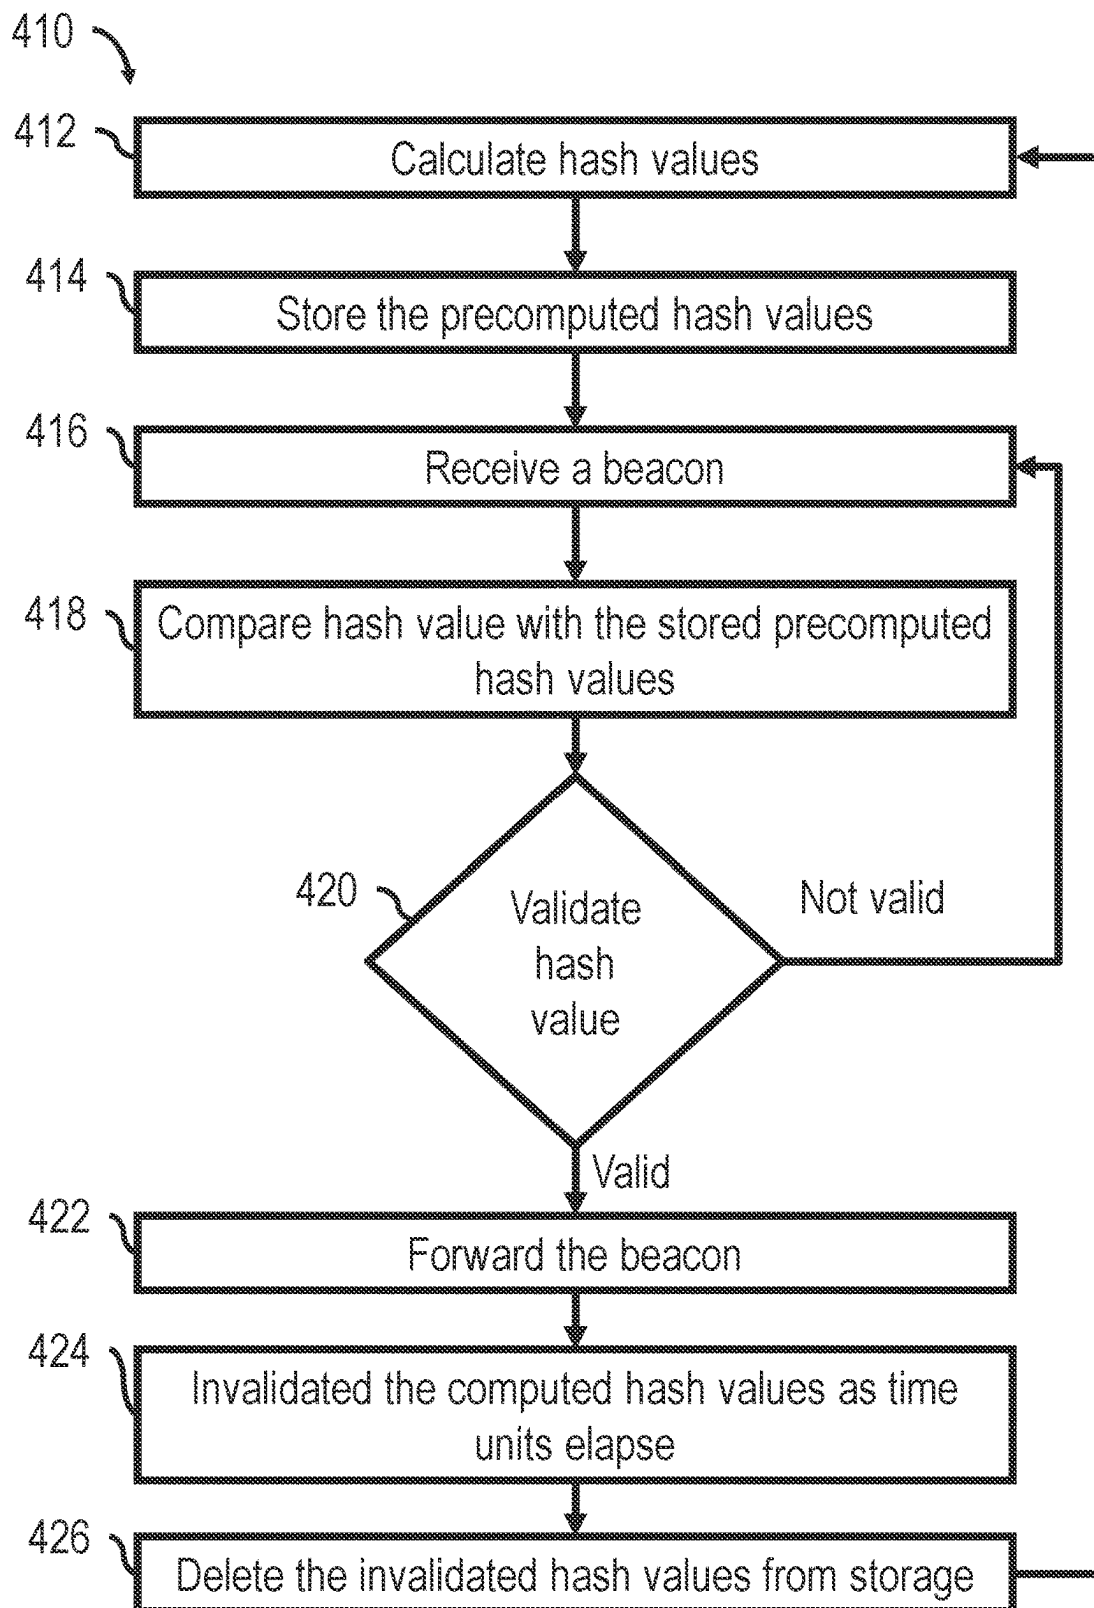 410
412
Calculate hash values
414
Store the precomputed hash values
416
Receive a beacon
418
Compare hash value with the stored precomputed
hash values
420
Validate
hash
value
Not valid
Valid
422
Forward the beacon
424
Invalidated the computed hash values as time
units elapse
426
Delete the invalidated hash values from storage